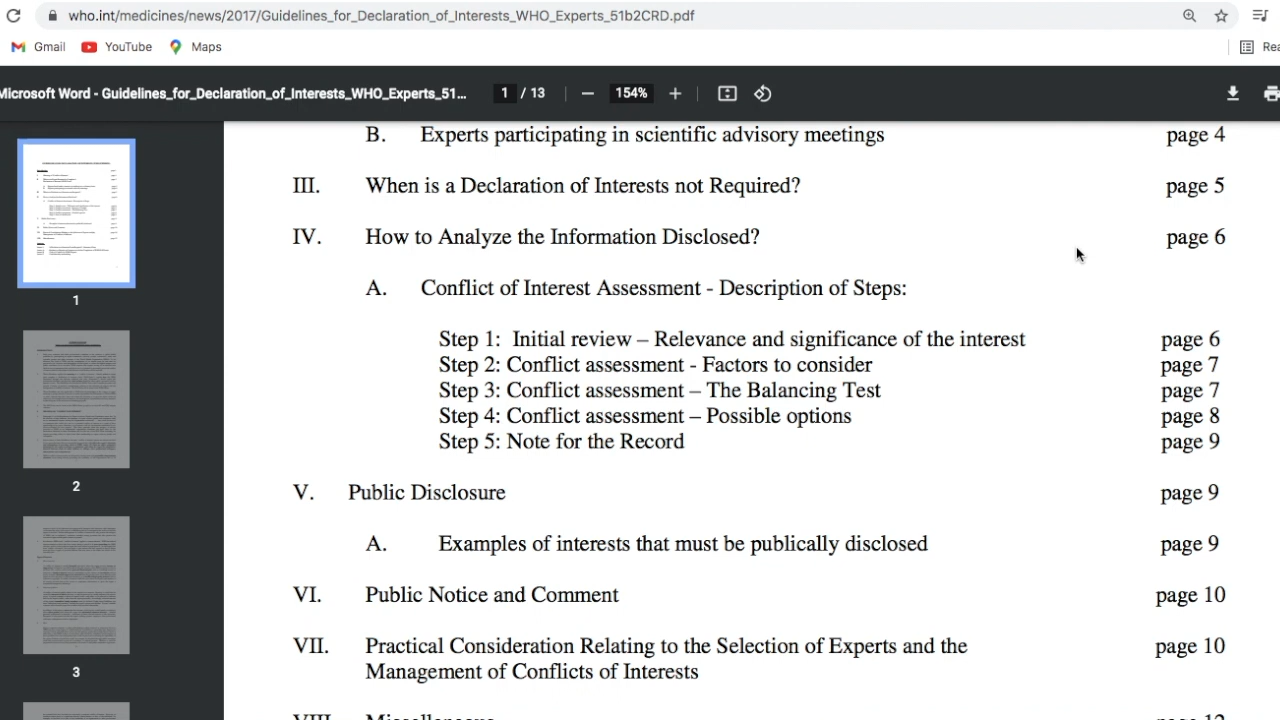 who.int/medicines/news/2017/Guidelines_for_Declaration_of_Interests_WHO_Experts_51b2CRD.pdf
Gmail YouTube Maps
Microsoft Word - Guidelines_for_Declaration_of_Interests_WHO_Experts_51... 1 / 13 154%
B. Experts participating in scientific advisory meetings page 4
III. When is a Declaration of Interests not Required? page 5
IV. How to Analyze the Information Disclosed? page 6
A. Conflict of Interest Assessment - Description of Steps:
Step 1: Initial review – Relevance and significance of the interest page 6
Step 2: Conflict assessment - Factors to consider page 7
Step 3: Conflict assessment – The Balancing Test page 7
Step 4: Conflict assessment – Possible options page 8
Step 5: Note for the Record page 9
V. Public Disclosure page 9
A. Examples of interests that must be publically disclosed page 9
VI. Public Notice and Comment page 10
VII. Practical Consideration Relating to the Selection of Experts and the page 10
Management of Conflicts of Interests
VIII. Miscellaneous page 12
1
2
3